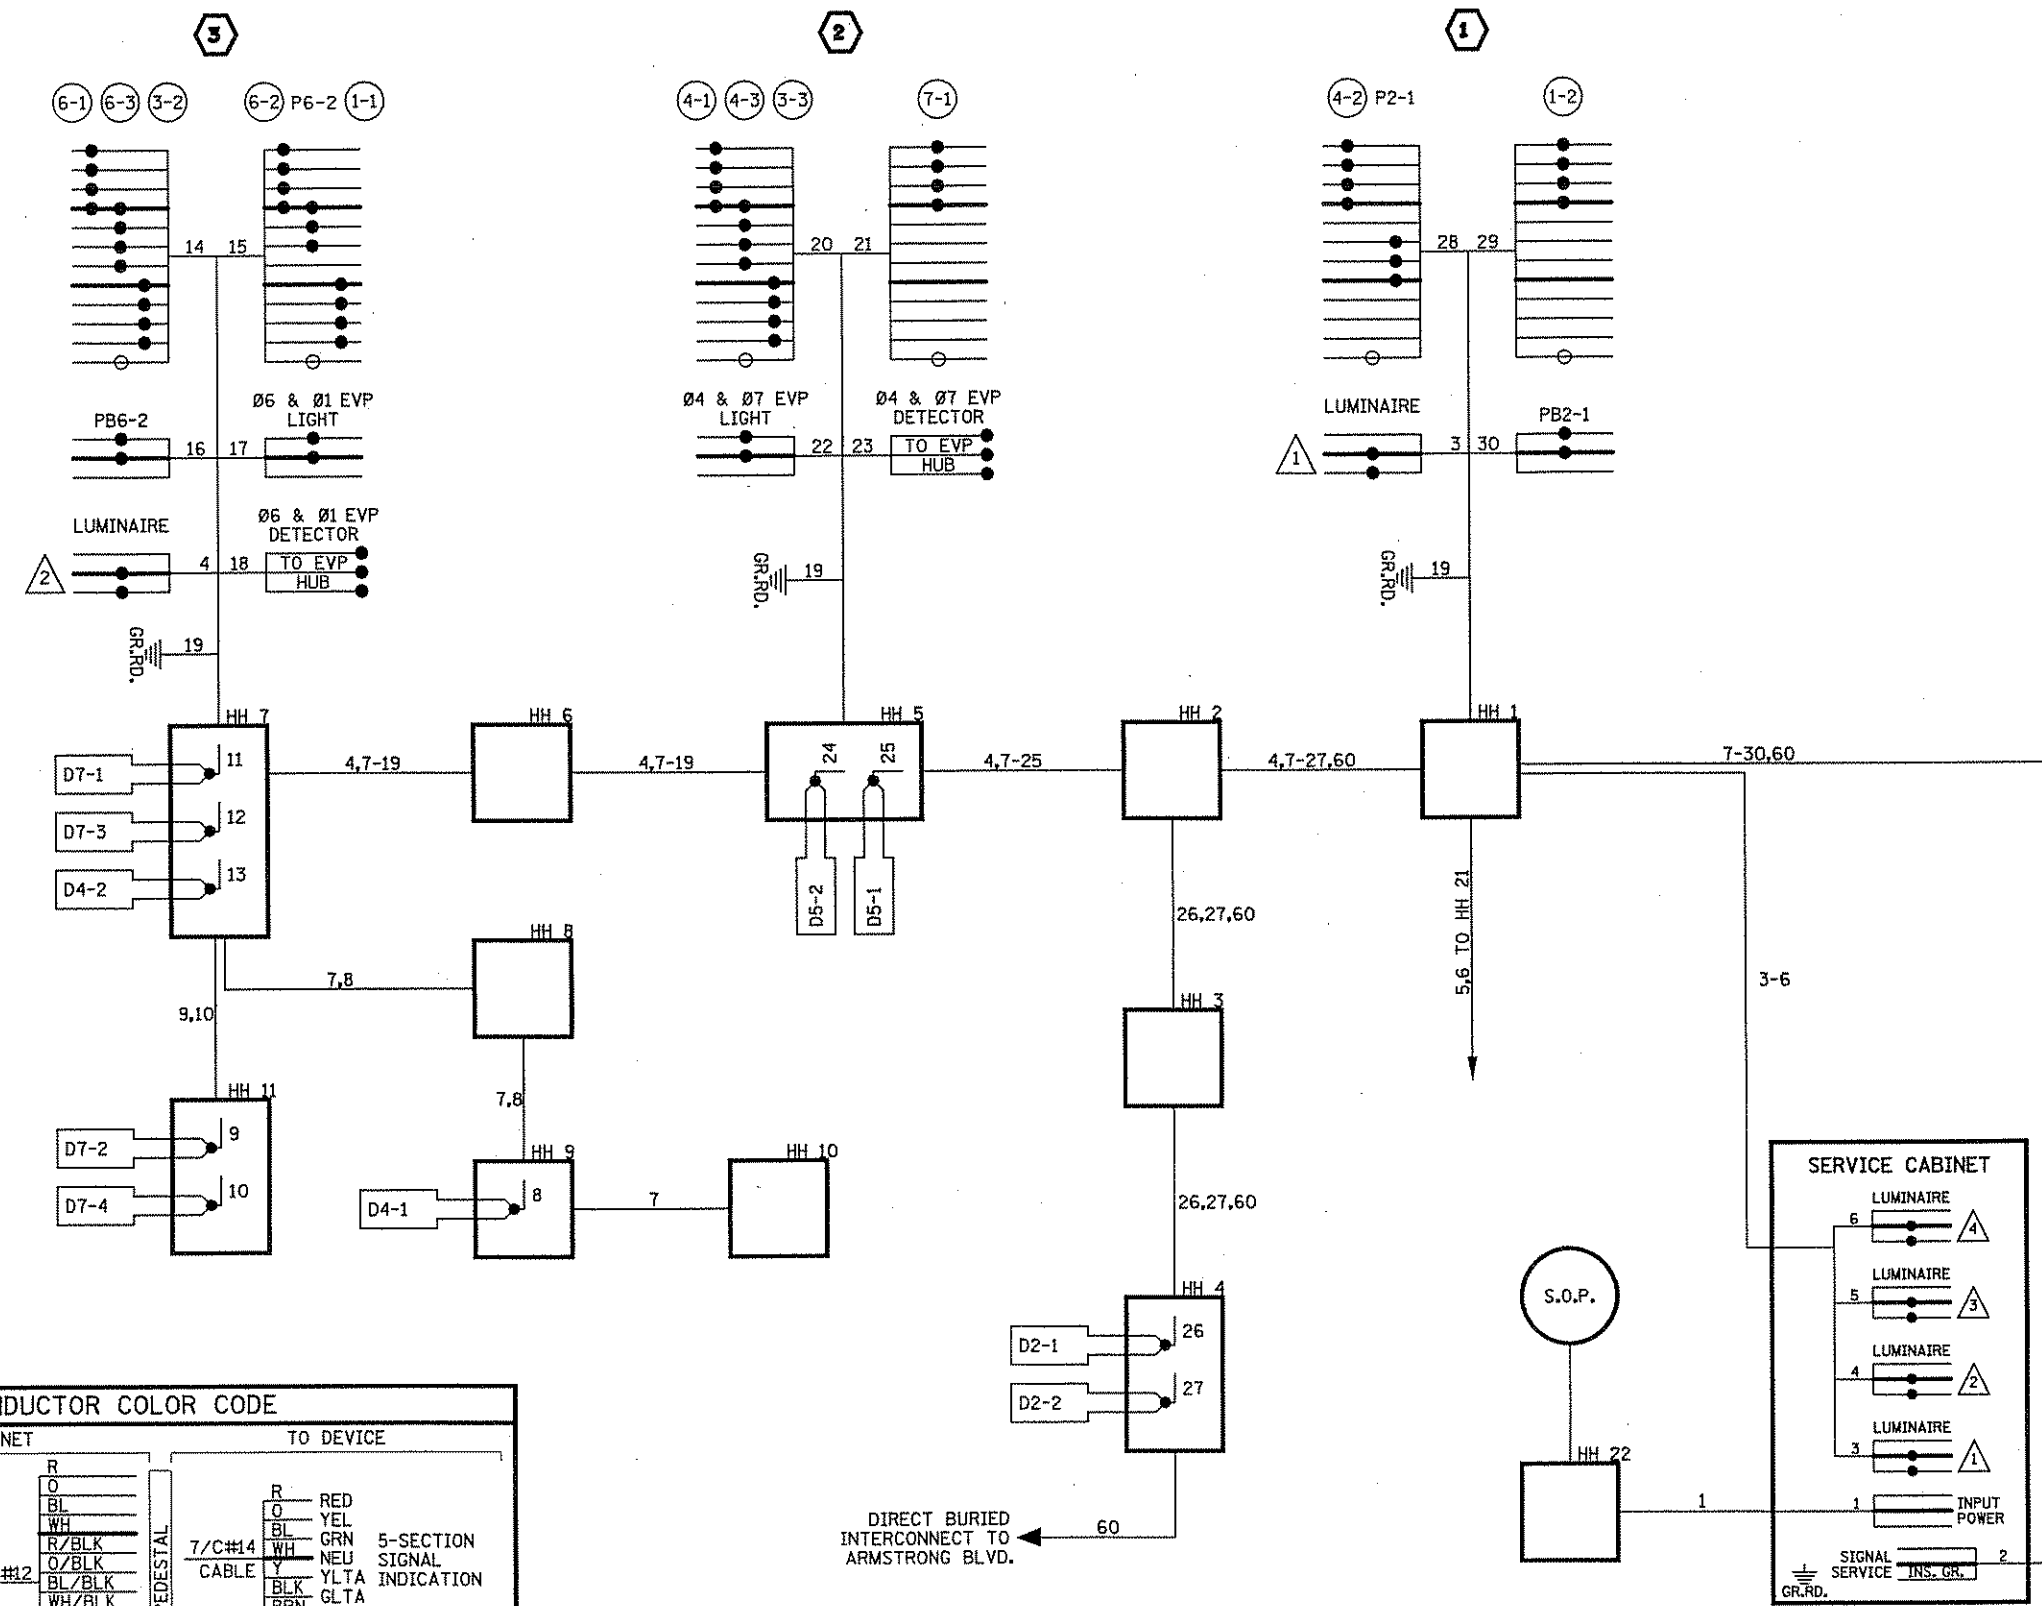 3
2
1
6-1 6-3 3-2 6-2 P6-2 1-1
4-1 4-3 3-3 7-1
4-2 P2-1 1-2
14 15
20 21
28 29
PB6-2
Ø6 & Ø1 EVP
LIGHT
16 17
Ø4 & Ø7 EVP
LIGHT
Ø4 & Ø7 EVP
DETECTOR
22 23
TO EVP
HUB
LUMINAIRE
1
3 30
PB2-1
LUMINAIRE
2
4 18
Ø6 & Ø1 EVP
DETECTOR
TO EVP
HUB
GR.RD.
19
GR.RD.
19
GR.RD.
19
HH 7
D7-1
11
D7-3
12
D4-2
13
4,7-19
HH 6
4,7-19
HH 5
24
25
D5-2
D5-1
4,7-25
HH 2
4,7-27,60
HH 1
7-30,60
5,6 TO HH 21
3-6
26,27,60
HH 3
26,27,60
HH 4
D2-1
26
D2-2
27
DIRECT BURIED
INTERCONNECT TO
ARMSTRONG BLVD.
60
7,8
HH 8
9,10
7,8
HH 11
D7-2
9
D7-4
10
HH 9
D4-1
8
7
HH 10
S.O.P.
HH 22
1
SERVICE CABINET
LUMINAIRE
6
4
LUMINAIRE
5
3
LUMINAIRE
4
2
LUMINAIRE
3
1
1
INPUT
POWER
SIGNAL
SERVICE
INS. GR.
2
GR.RD.
NDUCTOR COLOR CODE
NET
TO DEVICE
R
O
BL
WH
R/BLK
O/BLK
BL/BLK
WH/BLK
#12
PEDESTAL
7/C#14
CABLE
R RED
O YEL
BL GRN
WH NEU
Y YLTA
BLK GLTA
BRN
5-SECTION
SIGNAL
INDICATION